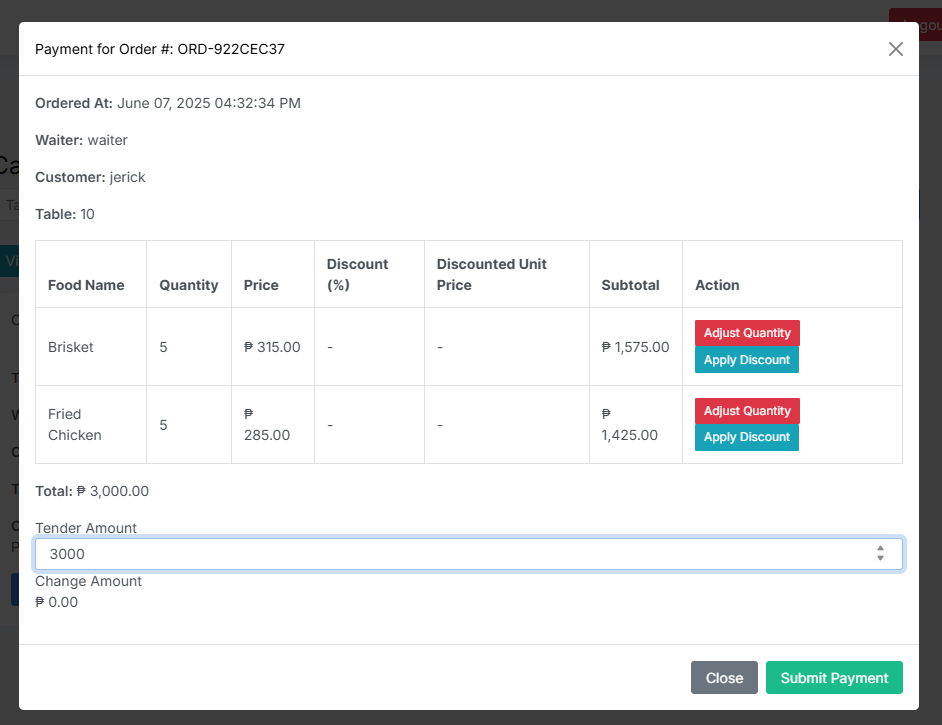 Payment for Order #: ORD-922CEC37
Ordered At: June 07, 2025 04:32:34 PM
Waiter: waiter
Customer: jerick
Table: 10
Food Name Quantity Price Discount (%) Discounted Unit Price Subtotal Action
Brisket 5 ₱ 315.00 - - ₱ 1,575.00 Adjust Quantity
Apply Discount
Fried Chicken 5 ₱ 285.00 - - ₱ 1,425.00 Adjust Quantity
Apply Discount
Total: ₱ 3,000.00
Tender Amount
3000
Change Amount
₱ 0.00
Close Submit Payment